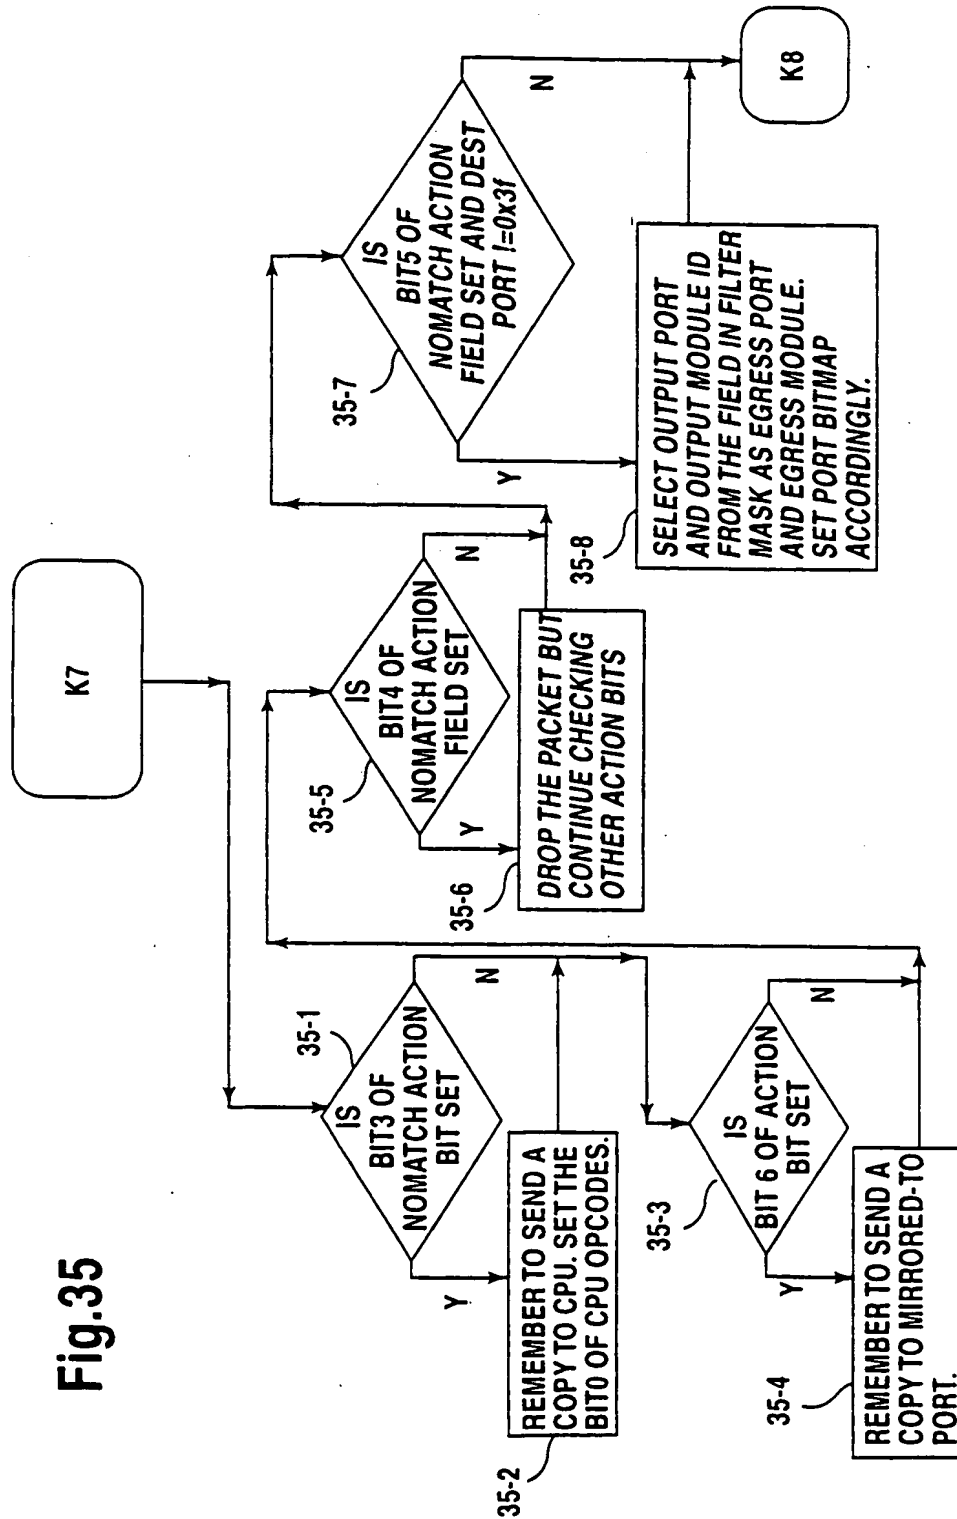 Fig.35
K7
35-1
IS
BIT3 OF
NOMATCH ACTION
BIT SET
Y
N
35-2
REMEMBER TO SEND A
COPY TO CPU. SET THE
BIT0 OF CPU OPCODES.
35-3
IS
BIT 6 OF ACTION
BIT SET
Y
N
35-4
REMEMBER TO SEND A
COPY TO MIRRORED-TO
PORT.
35-5
IS
BIT4 OF
NOMATCH ACTION
FIELD SET
Y
N
35-6
DROP THE PACKET BUT
CONTINUE CHECKING
OTHER ACTION BITS
35-7
IS
BIT5 OF
NOMATCH ACTION
FIELD SET AND DEST
PORT !=0x3f
Y
N
35-8
SELECT OUTPUT PORT
AND OUTPUT MODULE ID
FROM THE FIELD IN FILTER
MASK AS EGRESS PORT
AND EGRESS MODULE.
SET PORT BITMAP
ACCORDINGLY.
K8